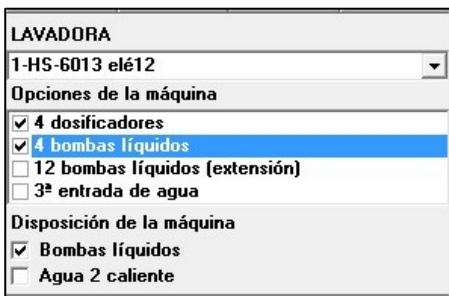 LAVADORA
1-HS-6013 elé12
Opciones de la máquina
4 dosificadores
4 bombas líquidos
12 bombas líquidos (extensión)
3ª entrada de agua
Disposición de la máquina
Bombas líquidos
Agua 2 caliente